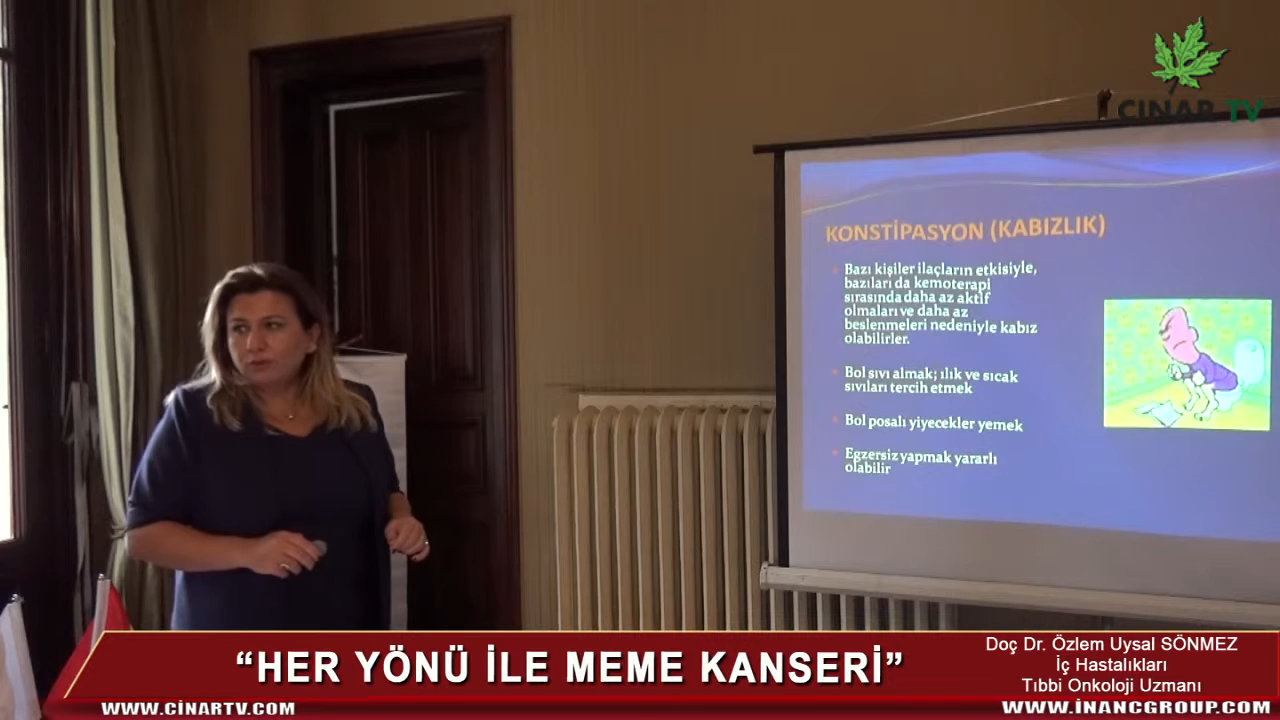 ÇINAR TV
KONSTİPASYON (KABIZLIK)
Bazı kişiler ilaçların etkisiyle,
bazıları da kemoterapi
sırasında daha az aktif
olmaları ve daha az
beslenmeleri nedeniyle kabız
olabilirler.
Bol sıvı almak; ılık ve sıcak
sıvıları tercih etmek
Bol posalı yiyecekler yemek
Egzersiz yapmak yararlı
olabilir
"HER YÖNÜ İLE MEME KANSERİ"
Doç Dr. Özlem Uysal SÖNMEZ
İç Hastalıkları
Tıbbi Onkoloji Uzmanı
WWW.CİNARTV.COM
WWW.İNANCGROUP.COM